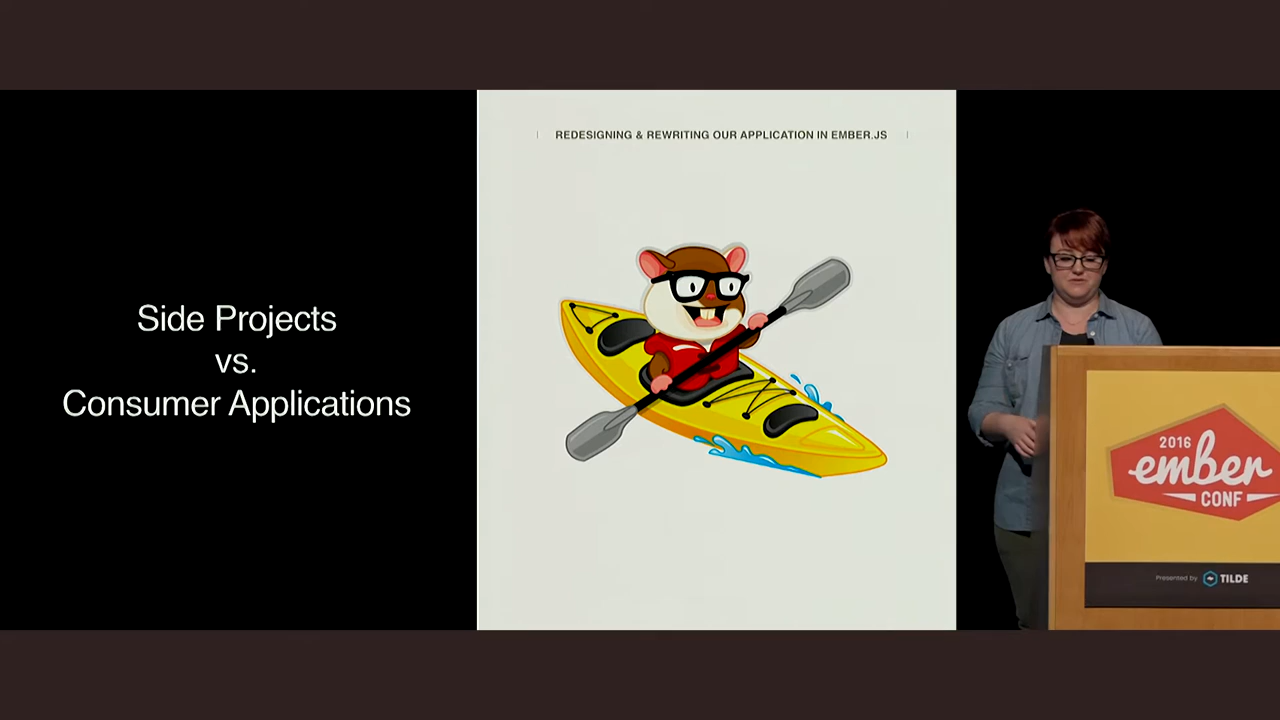 Side Projects
vs.
Consumer Applications
REDESIGNING & REWRITING OUR APPLICATION IN EMBER.JS
2016
ember
CONF
Presented by TILDE